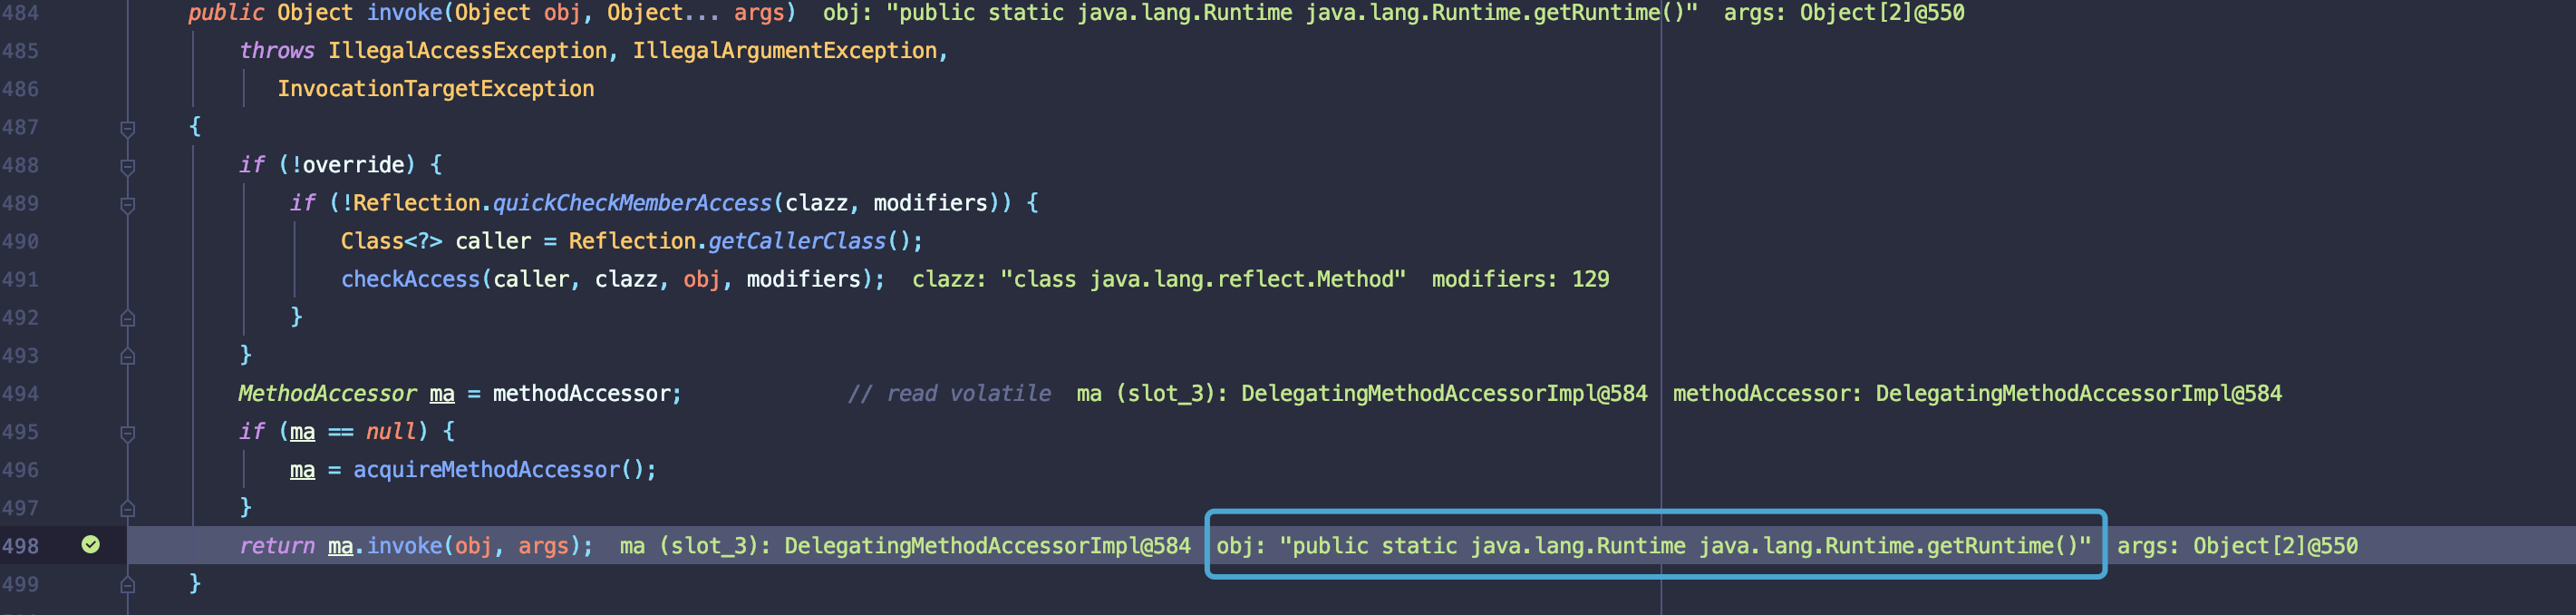 484 public Object invoke(Object obj, Object... args) obj: "public static java.lang.Runtime java.lang.Runtime.getRuntime()" args: Object[2]@550
485 throws IllegalAccessException, IllegalArgumentException,
486 InvocationTargetException
487 {
488 if (!override) {
489 if (!Reflection.quickCheckMemberAccess(clazz, modifiers)) {
490 Class<?> caller = Reflection.getCallerClass();
491 checkAccess(caller, clazz, obj, modifiers); clazz: "class java.lang.reflect.Method" modifiers: 129
492 }
493 }
494 MethodAccessor ma = methodAccessor; // read volatile ma (slot_3): DelegatingMethodAccessorImpl@584 methodAccessor: DelegatingMethodAccessorImpl@584
495 if (ma == null) {
496 ma = acquireMethodAccessor();
497 }
498 return ma.invoke(obj, args); ma (slot_3): DelegatingMethodAccessorImpl@584 obj: "public static java.lang.Runtime java.lang.Runtime.getRuntime()" args: Object[2]@550
499 }